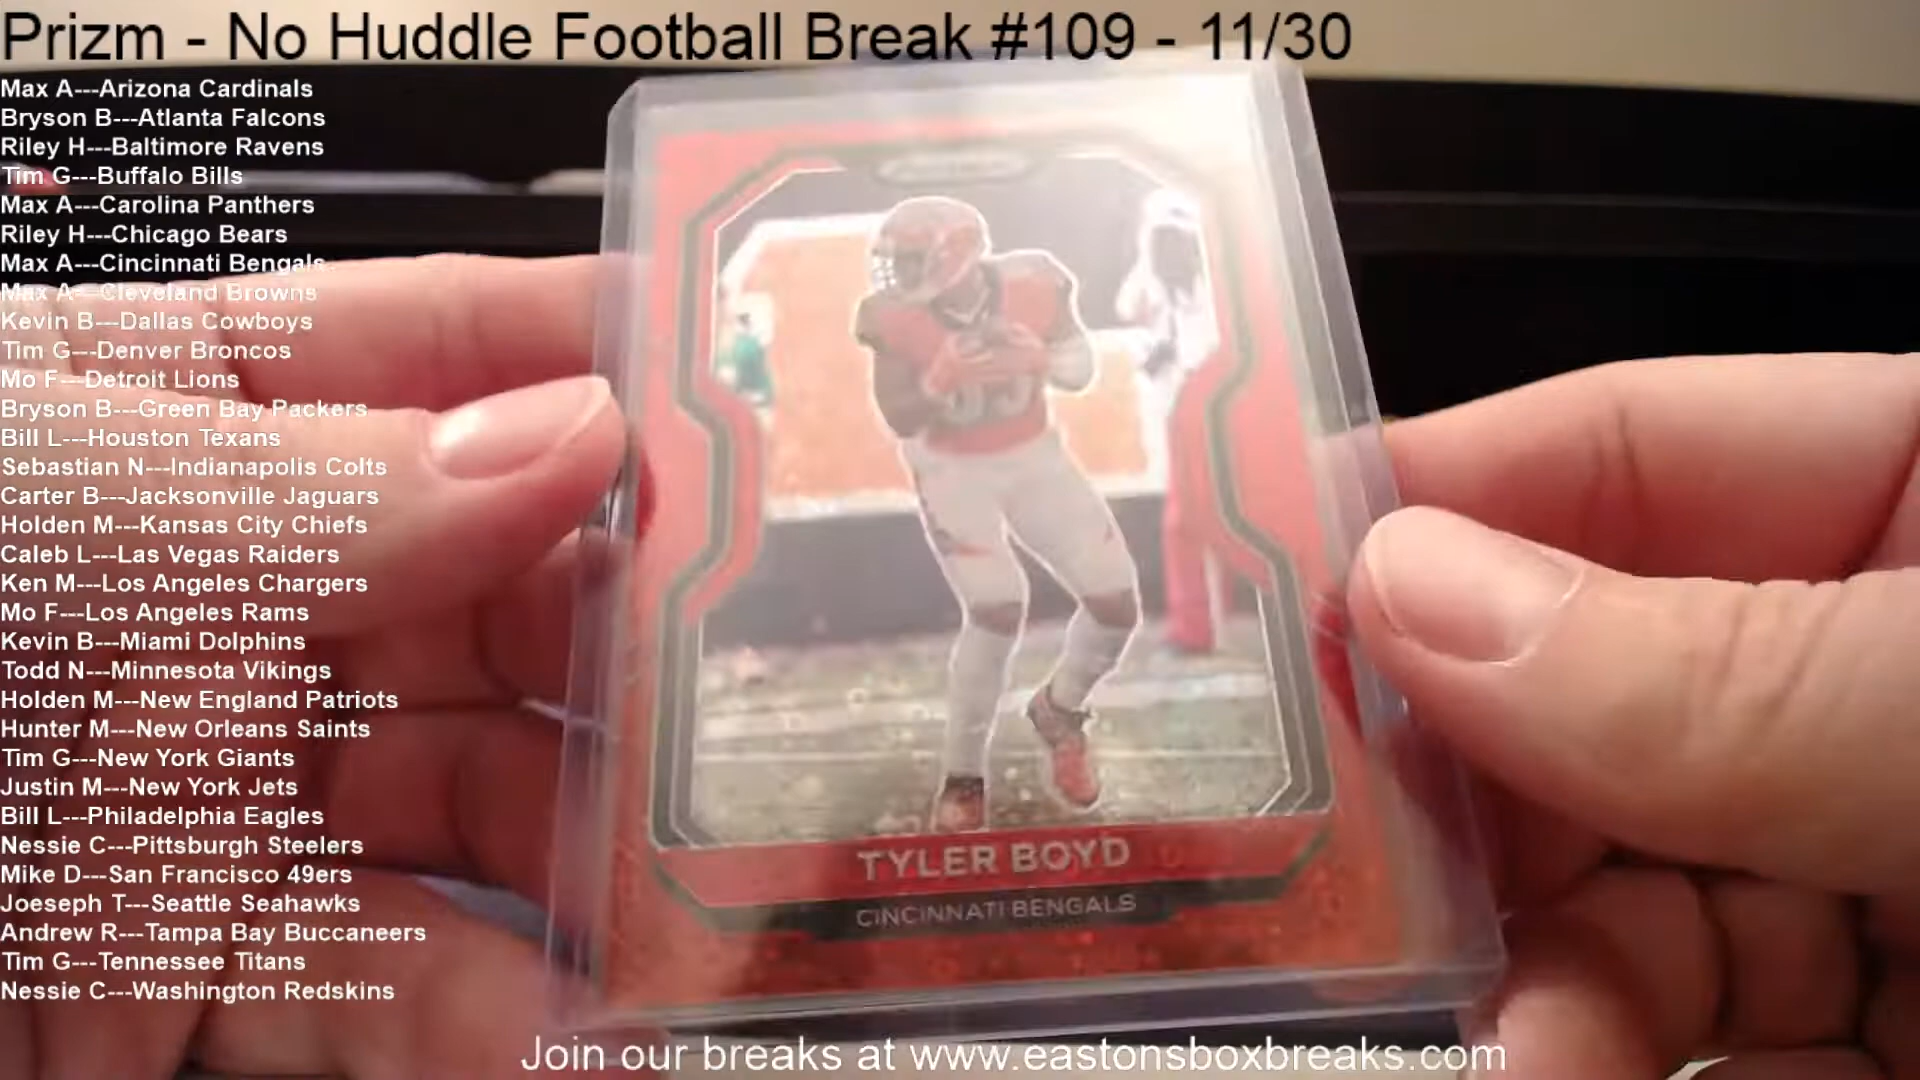 Prizm - No Huddle Football Break #109 - 11/30
Max A---Arizona Cardinals
Bryson B---Atlanta Falcons
Riley H---Baltimore Ravens
Tim G---Buffalo Bills
Max A---Carolina Panthers
Riley H---Chicago Bears
Max A---Cincinnati Bengals
Max A---Cleveland Browns
Kevin B---Dallas Cowboys
Tim G---Denver Broncos
Mo F---Detroit Lions
Bryson B---Green Bay Packers
Bill L---Houston Texans
Sebastian N---Indianapolis Colts
Carter B---Jacksonville Jaguars
Holden M---Kansas City Chiefs
Caleb L---Las Vegas Raiders
Ken M---Los Angeles Chargers
Mo F---Los Angeles Rams
Kevin B---Miami Dolphins
Todd N---Minnesota Vikings
Holden M---New England Patriots
Hunter M---New Orleans Saints
Tim G---New York Giants
Justin M---New York Jets
Bill L---Philadelphia Eagles
Nessie C---Pittsburgh Steelers
Mike D---San Francisco 49ers
Joeseph T---Seattle Seahawks
Andrew R---Tampa Bay Buccaneers
Tim G---Tennessee Titans
Nessie C---Washington Redskins
TYLER BOYD
CINCINNATI BENGALS
Join our breaks at www.eastonsboxbreaks.com